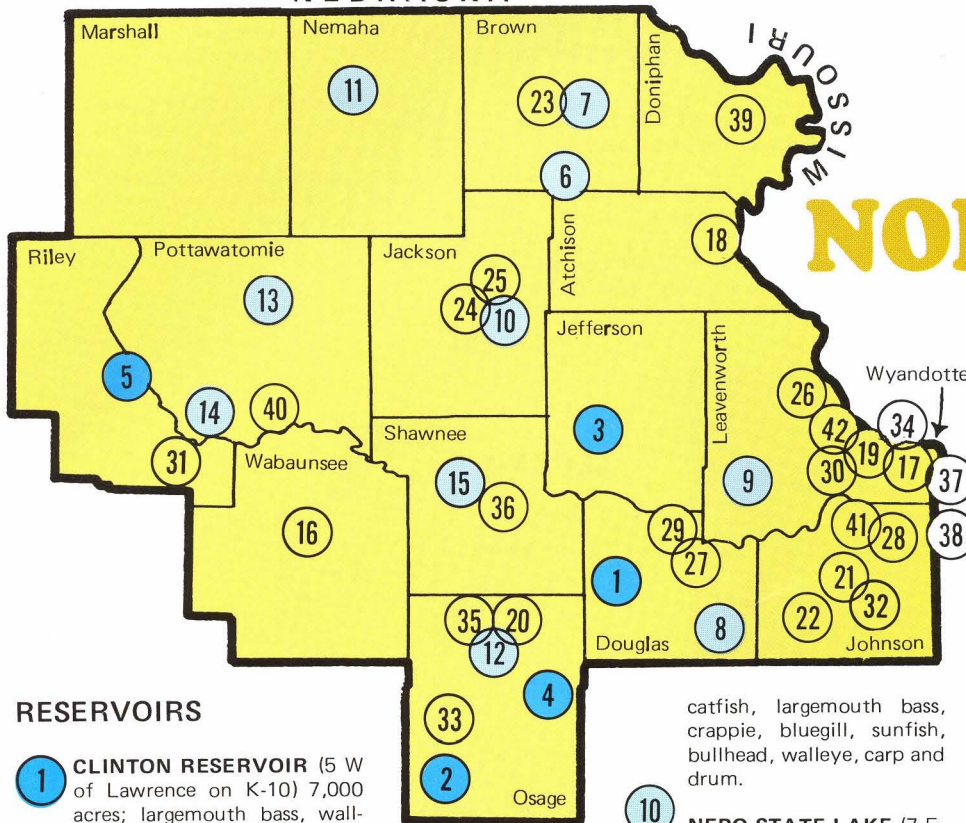 Marshall
Nemaha
Brown
Doniphan
MISSOURI
11
23
7
39
6
Riley
Pottawatomie
Jackson
Atchison
18
25
13
24
10
Jefferson
Leavenworth
Wyandotte
5
26
14
40
3
42
34
Shawnee
19
17
31
Wabaunsee
15
9
30
37
36
16
29
41
28
38
27
1
21
35
20
22
32
8
12
Douglas
Johnson
4
33
2
Osage
RESERVOIRS
1 CLINTON RESERVOIR (5 W
of Lawrence on K-10) 7,000
acres; largemouth bass, wall-
catfish, largemouth bass,
crappie, bluegill, sunfish,
bullhead, walleye, carp and
drum.
10